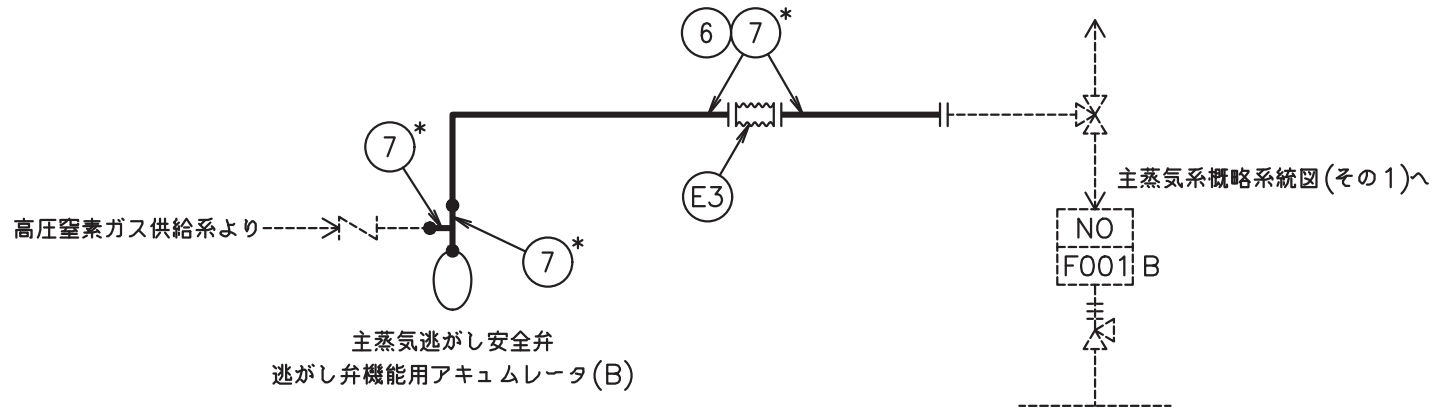 6 7*
7*
主蒸気系概略系統図(その1)へ
E3
高圧窒素ガス供給系より
NO
7*
F001 B
主蒸気逃がし安全弁
逃がし弁機能用アキュムレータ(B)